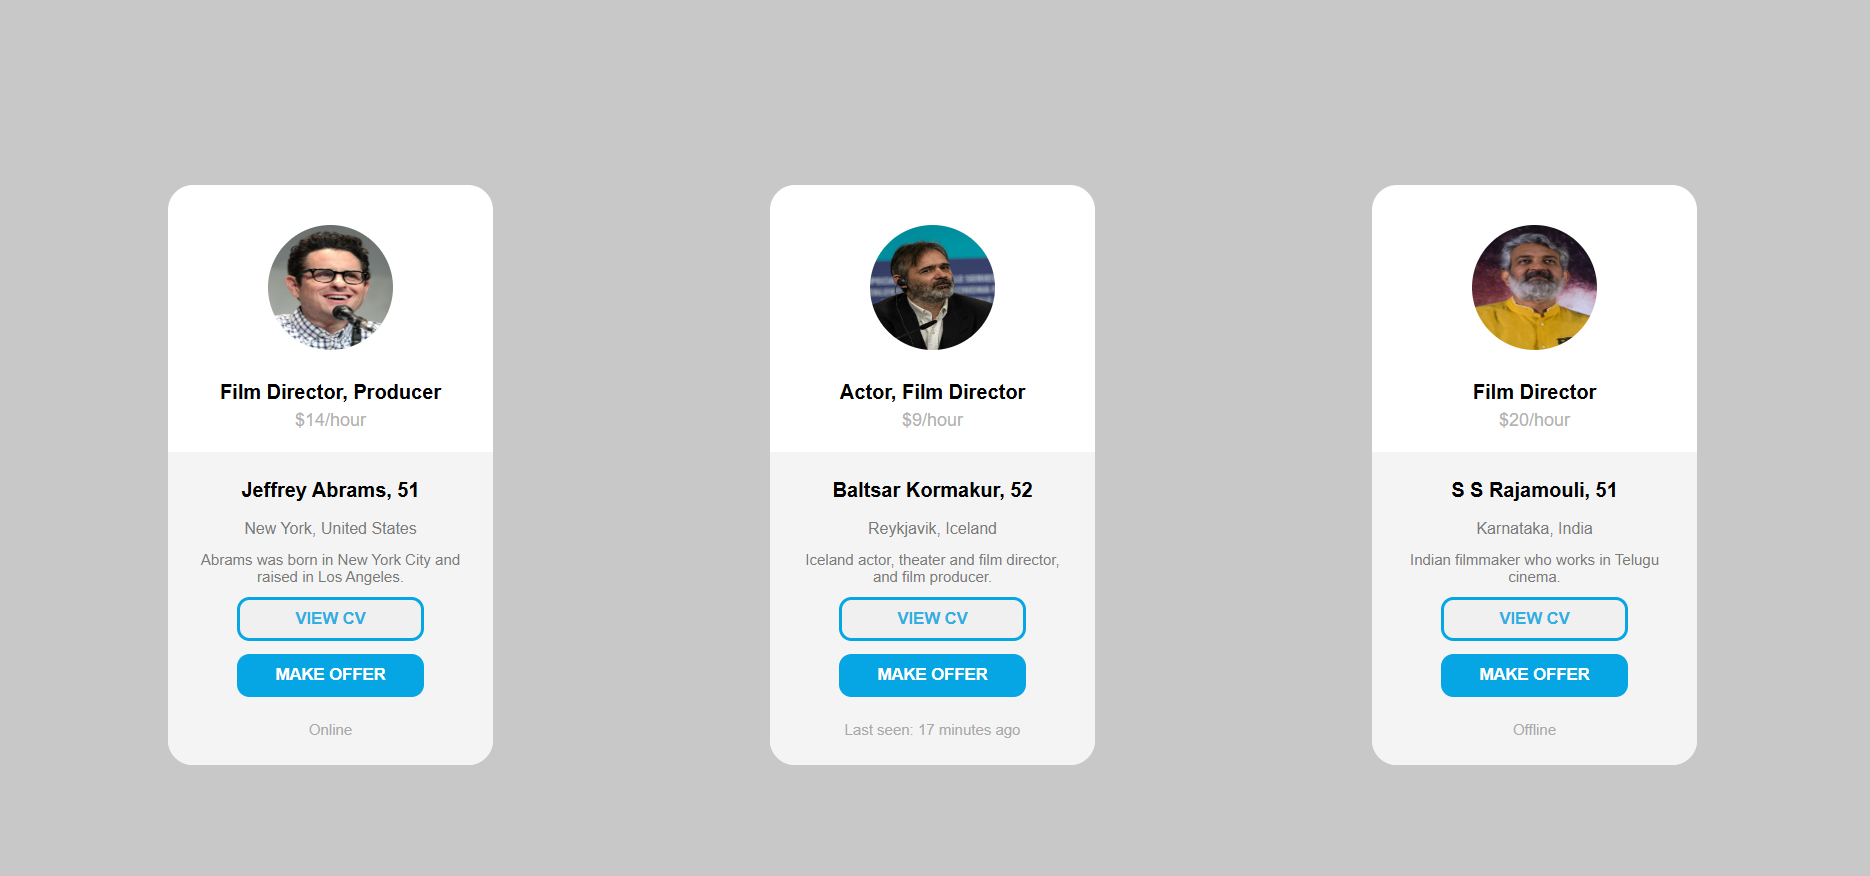 Film Director, Producer
$14/hour
Jeffrey Abrams, 51
New York, United States
Abrams was born in New York City and
raised in Los Angeles.
VIEW CV
MAKE OFFER
Online
Actor, Film Director
$9/hour
Baltsar Kormakur, 52
Reykjavik, Iceland
Iceland actor, theater and film director,
and film producer.
VIEW CV
MAKE OFFER
Last seen: 17 minutes ago
Film Director
$20/hour
S S Rajamouli, 51
Karnataka, India
Indian filmmaker who works in Telugu
cinema.
VIEW CV
MAKE OFFER
Offline